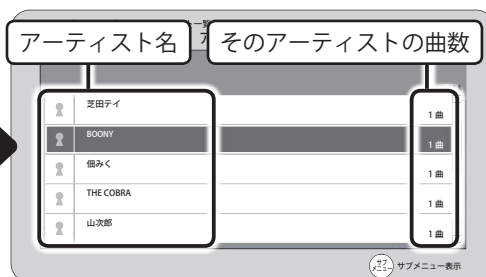 アーティスト名
そのアーティストの曲数
芝田テイ
1 曲
BOONY
1 曲
佃みく
1 曲
THE COBRA
1 曲
山次郎
1 曲
サブ
メニュー
サブメニュー表示